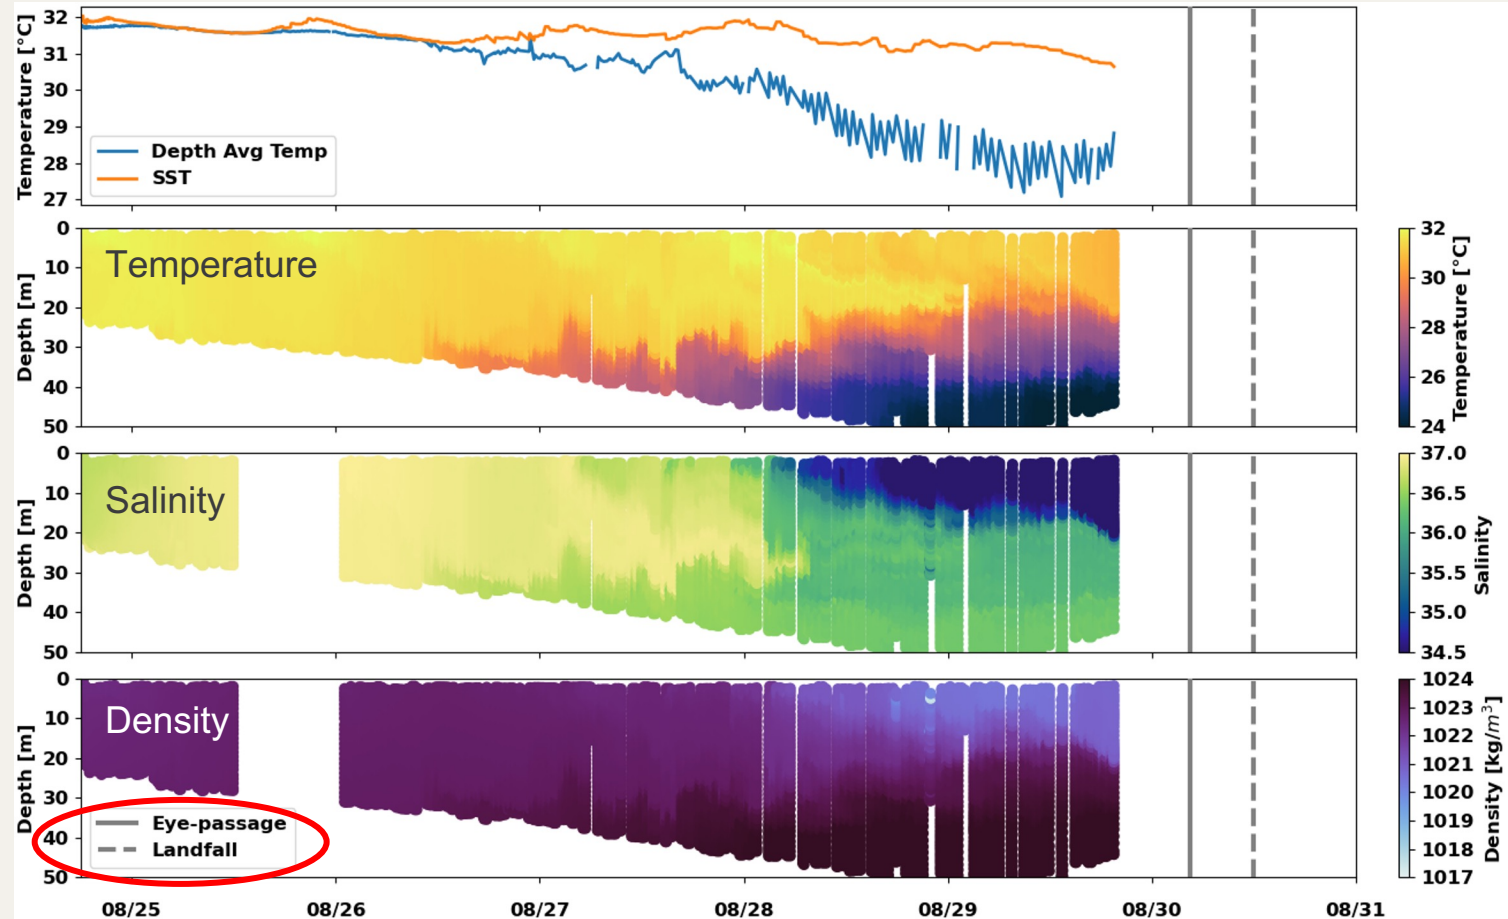 32
31
30
29
28
27
Temperature [°C]
Depth Avg Temp
SST
0
10
20
30
40
50
Depth [m]
Temperature
32
30
28
26
24
Temperature [°C]
0
10
20
30
40
50
Depth [m]
Salinity
37.0
36.5
36.0
35.5
35.0
34.5
Salinity
0
10
20
30
40
50
Depth [m]
Density
Eye-passage
Landfall
1024
1023
1022
1021
1020
1019
1018
1017
Density [kg/m³]
08/25 08/26 08/27 08/28 08/29 08/30 08/31